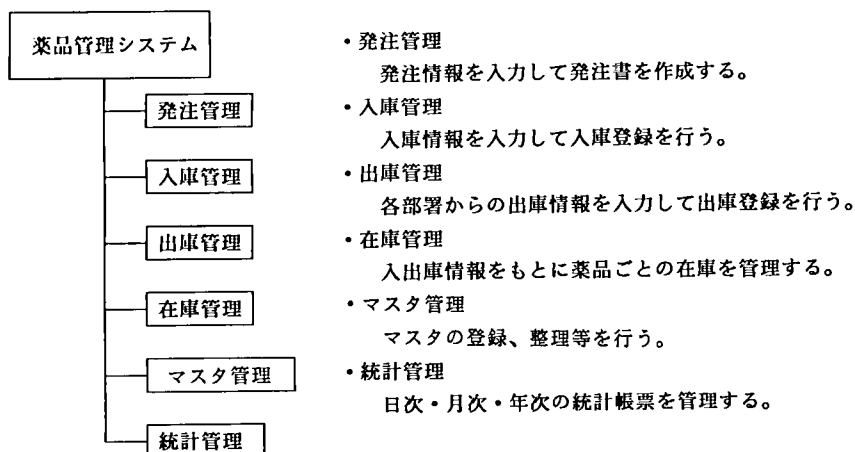 薬品管理システム
発注管理
入庫管理
出庫管理
在庫管理
マスタ管理
統計管理
・発注管理
発注情報を入力して発注書を作成する。
・入庫管理
入庫情報を入力して入庫登録を行う。
・出庫管理
各部署からの出庫情報を入力して出庫登録を行う。
・在庫管理
入出庫情報をもとに薬品ごとの在庫を管理する。
・マスタ管理
マスタの登録、整理等を行う。
・統計管理
日次・月次・年次の統計帳票を管理する。